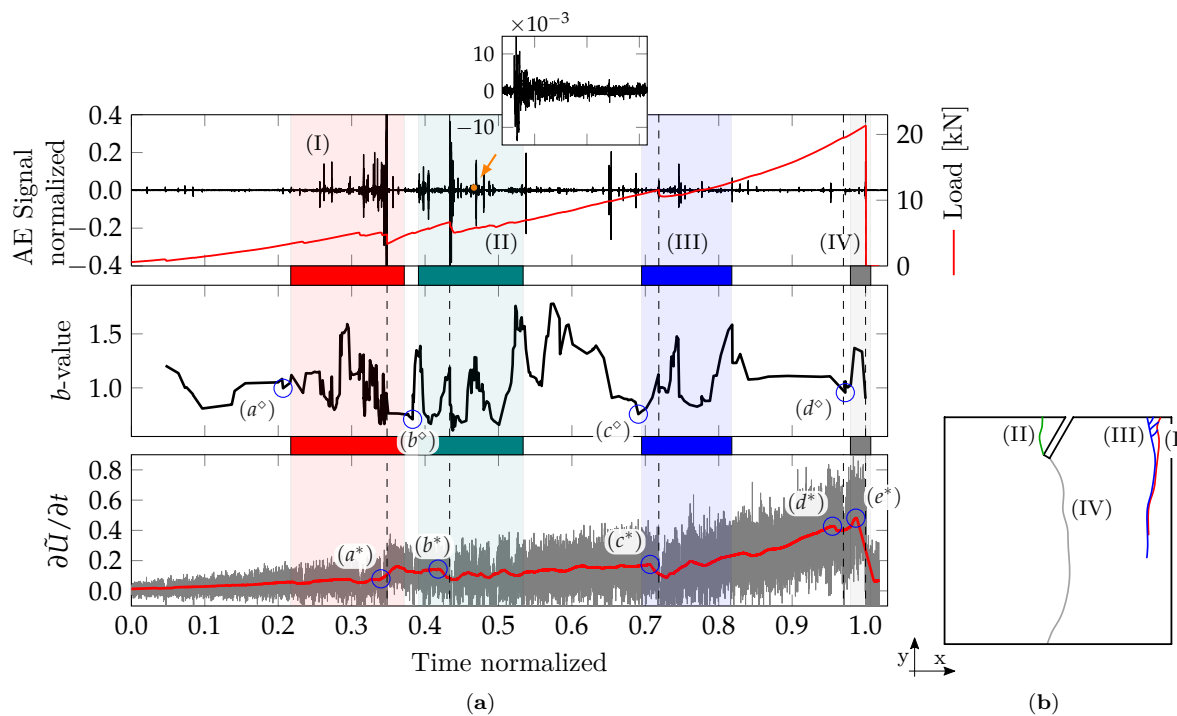 ×10⁻³
10
0
−10
0.4
0.2
0.0
−0.2
−0.4
AE Signal
normalized
(I)
(II)
(III)
(IV)
20
10
0
Load [kN]
1.5
1.0
b-value
(a⋄)
(b⋄)
(c⋄)
(d⋄)
0.8
0.6
0.4
0.2
0.0
∂Ũ/∂t
(a*)
(b*)
(c*)
(d*)
(e*)
0.0 0.1 0.2 0.3 0.4 0.5 0.6 0.7 0.8 0.9 1.0
Time normalized
(a)
(II)
(III)
(IV)
y
x
(b)